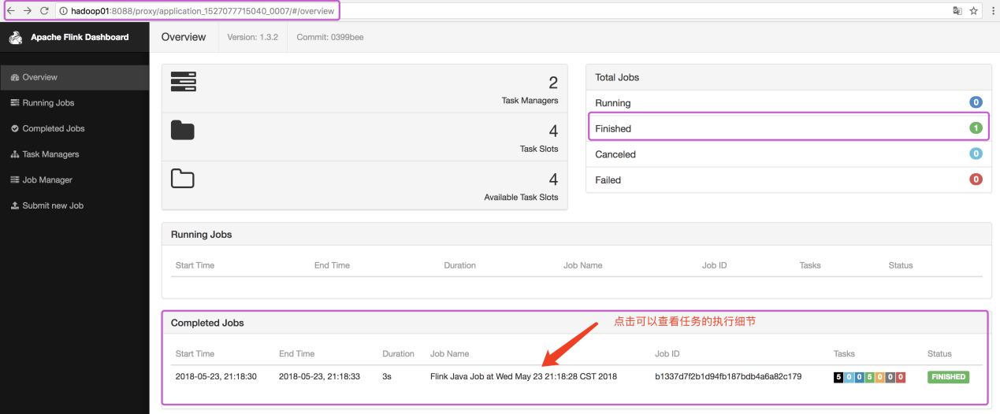 hadoop01:8088/proxy/application_1527077715040_0007/#/overview
Apache Flink Dashboard
Overview
Version: 1.3.2
Commit: 0399bee
Overview
Running Jobs
Completed Jobs
Task Managers
Job Manager
Submit new Job
2
Task Managers
4
Task Slots
4
Available Task Slots
Total Jobs
Running 0
Finished 1
Canceled 0
Failed 0
Running Jobs
Start Time End Time Duration Job Name Job ID Tasks Status
Completed Jobs
点击可以查看任务的执行细节
Start Time End Time Duration Job Name Job ID Tasks Status
2018-05-23, 21:18:30 2018-05-23, 21:18:33 3s Flink Java Job at Wed May 23 21:18:28 CST 2018 b1337d7f2b1d94fb187bdb4a6a82c179 5 0 0 5 0 0 0 FINISHED